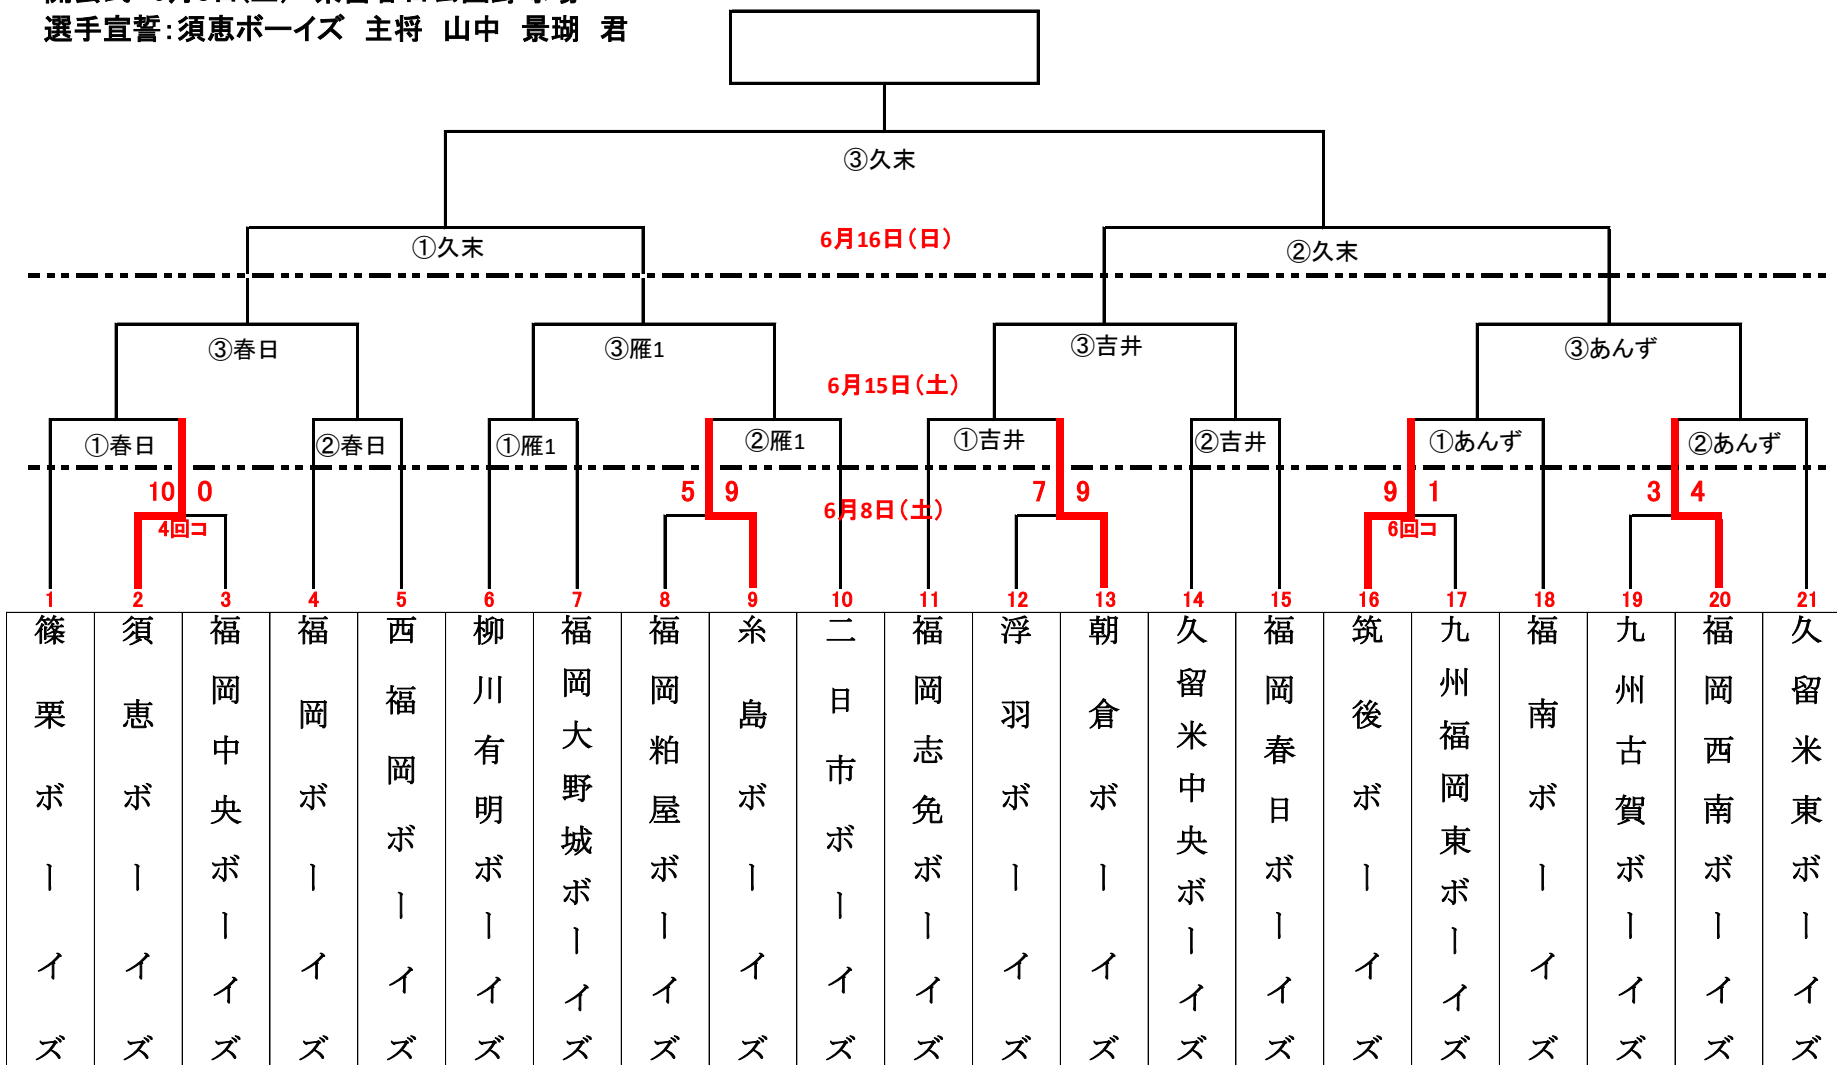 選手宣誓：須恵ボーイズ　主将　山中　景瑚　君
③久末
①久末
6月16日（日）
②久末
③春日
③雁1
③吉井
③あんず
6月15日（土）
①春日
②春日
①雁1
②雁1
①吉井
②吉井
①あんず
②あんず
10 0
5 9
7 9
9 1
3 4
6月8日（土）
4回コ
6回コ
1 2 3 4 5 6 7 8 9 10 11 12 13 14 15 16 17 18 19 20 21
篠栗ボーイズ
須恵ボーイズ
福岡中央ボーイズ
福岡ボーイズ
西福岡ボーイズ
柳川有明ボーイズ
福岡大野城ボーイズ
福岡粕屋ボーイズ
糸島ボーイズ
二日市ボーイズ
福岡志免ボーイズ
浮羽ボーイズ
朝倉ボーイズ
久留米中央ボーイズ
福岡春日ボーイズ
筑後ボーイズ
九州福岡東ボーイズ
福南ボーイズ
九州古賀ボーイズ
福岡西南ボーイズ
久留米東ボーイズ